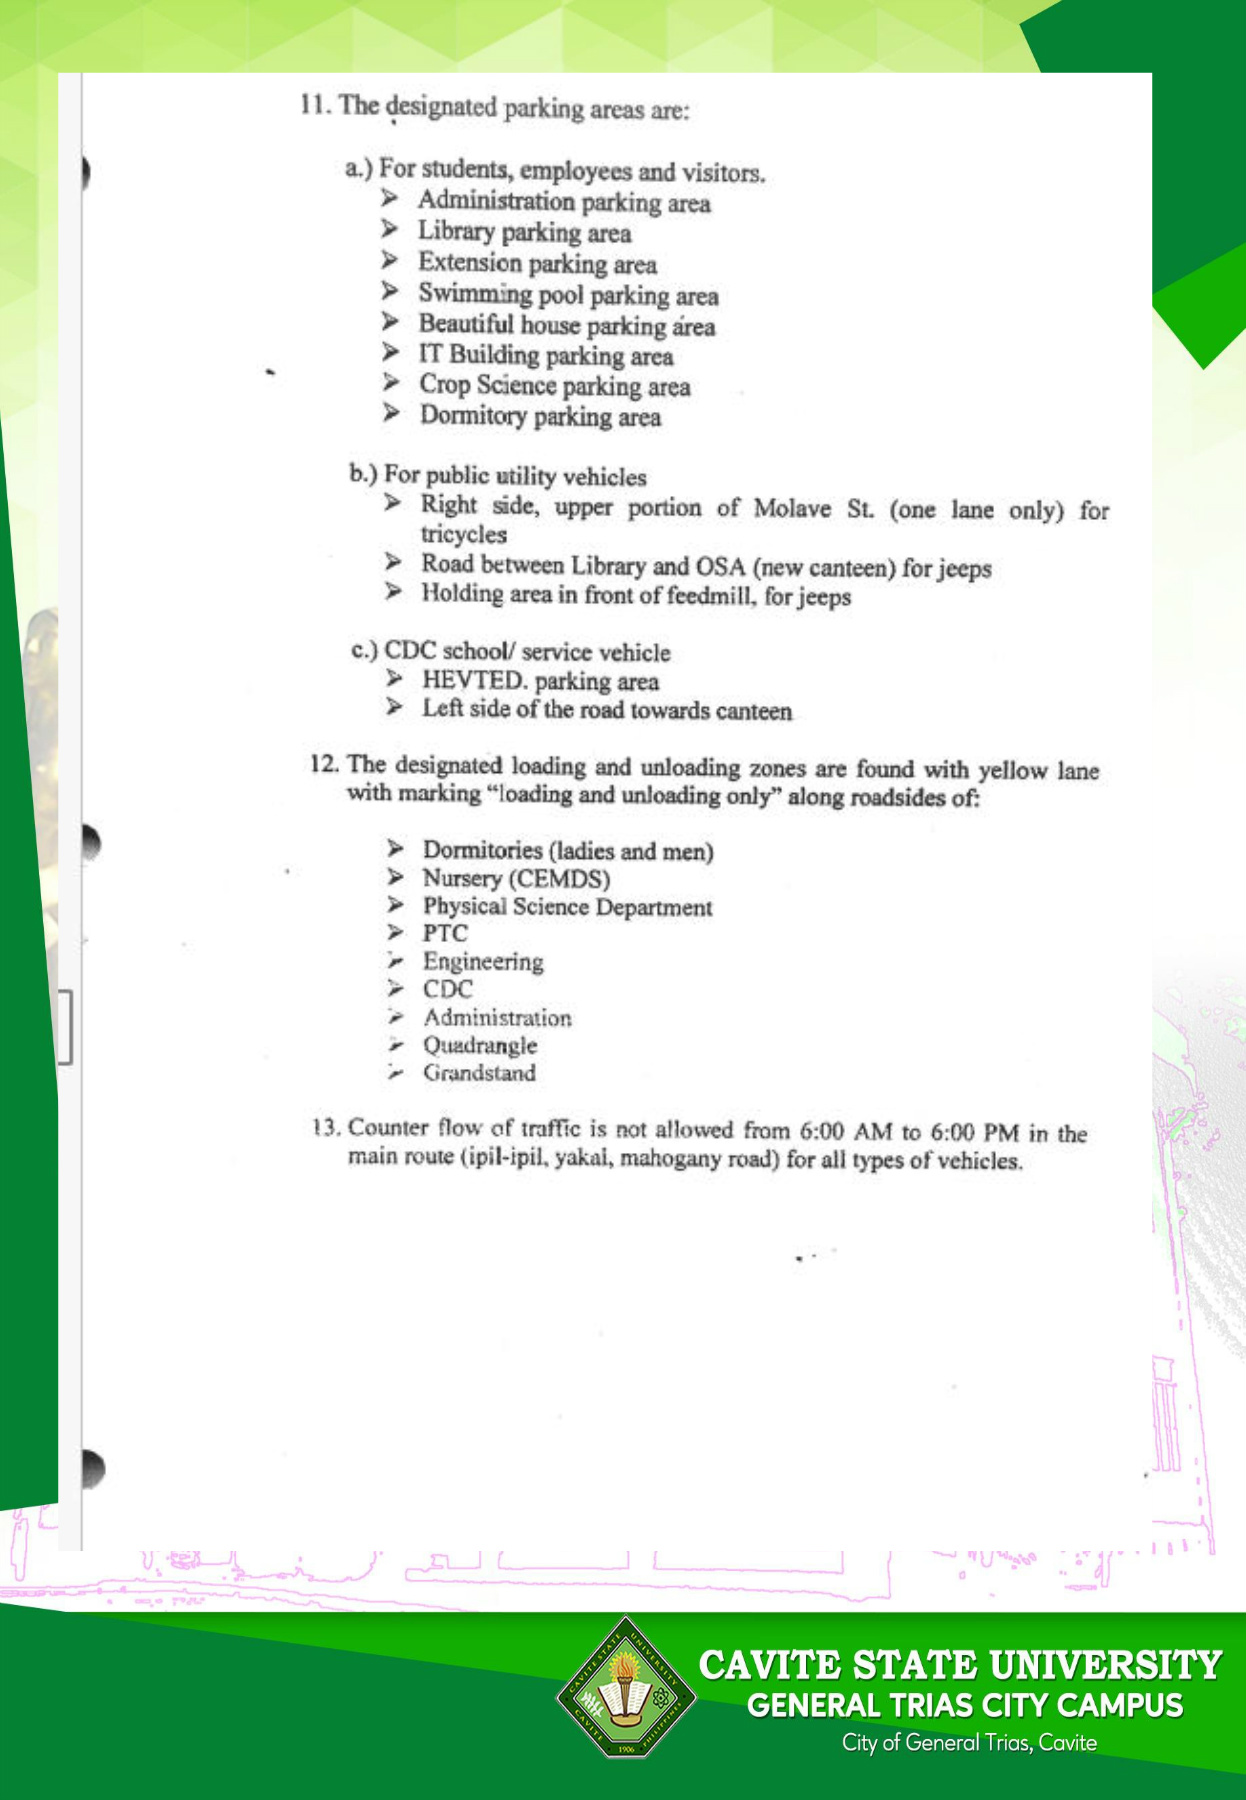 11. The designated parking areas are:
a.) For students, employees and visitors.
➢ Administration parking area
➢ Library parking area
➢ Extension parking area
➢ Swimming pool parking area
➢ Beautiful house parking area
➢ IT Building parking area
➢ Crop Science parking area
➢ Dormitory parking area
b.) For public utility vehicles
➢ Right side, upper portion of Molave St. (one lane only) for
tricycles
➢ Road between Library and OSA (new canteen) for jeeps
➢ Holding area in front of feedmill, for jeeps
c.) CDC school/ service vehicle
➢ HEVTED. parking area
➢ Left side of the road towards canteen
12. The designated loading and unloading zones are found with yellow lane
with marking “loading and unloading only” along roadsides of:
➢ Dormitories (ladies and men)
➢ Nursery (CEMDS)
➢ Physical Science Department
➢ PTC
➢ Engineering
➢ CDC
➢ Administration
➢ Quadrangle
➢ Grandstand
13. Counter flow of traffic is not allowed from 6:00 AM to 6:00 PM in the
main route (ipil-ipil, yakal, mahogany road) for all types of vehicles.
CAVITE STATE UNIVERSITY
CAVITE PHILIPPINES
1906
CAVITE STATE UNIVERSITY
GENERAL TRIAS CITY CAMPUS
City of General Trias, Cavite